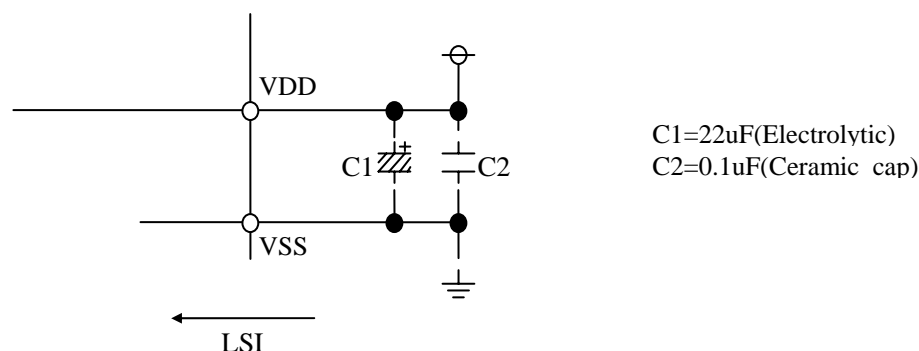 VDD
C1=22uF(Electrolytic)
C2=0.1uF(Ceramic cap)
+
C1
C2
VSS
LSI